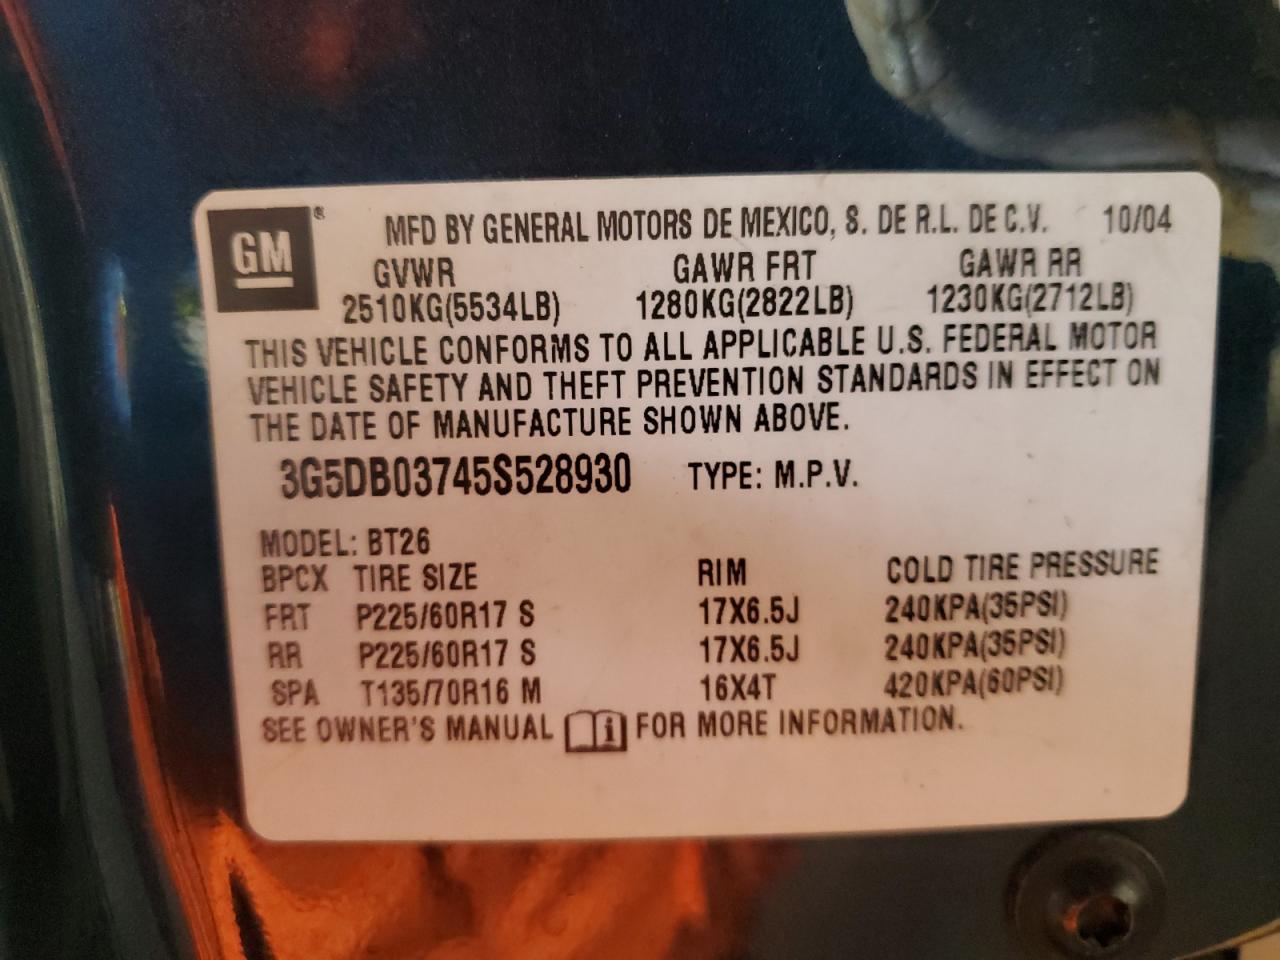 GM ® MFD BY GENERAL MOTORS DE MEXICO, S. DE R.L. DE C.V. 10/04
GVWR GAWR FRT GAWR RR
2510KG(5534LB) 1280KG(2822LB) 1230KG(2712LB)
THIS VEHICLE CONFORMS TO ALL APPLICABLE U.S. FEDERAL MOTOR
VEHICLE SAFETY AND THEFT PREVENTION STANDARDS IN EFFECT ON
THE DATE OF MANUFACTURE SHOWN ABOVE.
3G5DB03745S528930 TYPE: M.P.V.
MODEL: BT26
BPCX TIRE SIZE RIM COLD TIRE PRESSURE
FRT P225/60R17 S 17X6.5J 240KPA(35PSI)
RR P225/60R17 S 17X6.5J 240KPA(35PSI)
SPA T135/70R16 M 16X4T 420KPA(60PSI)
SEE OWNER'S MANUAL i FOR MORE INFORMATION.